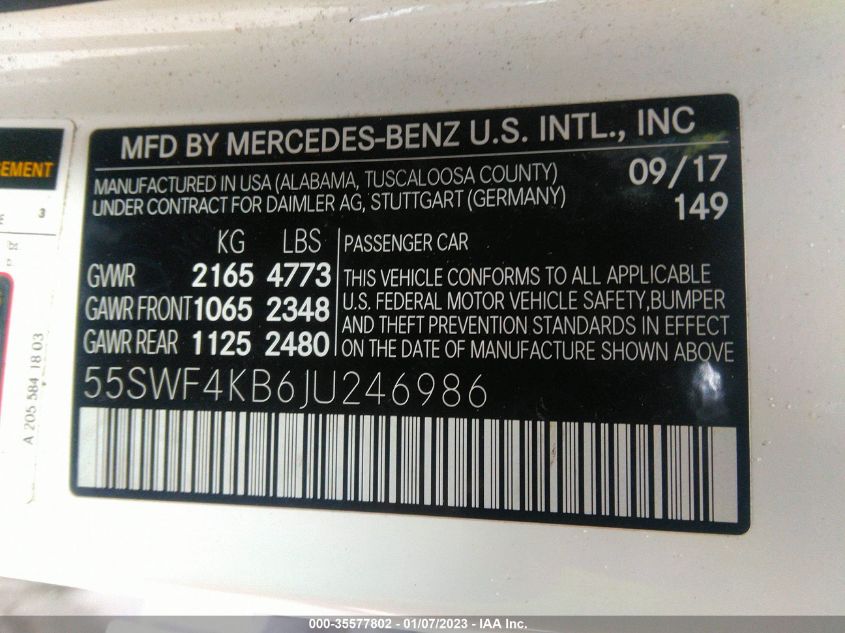 MFD BY MERCEDES-BENZ U.S. INTL., INC
MANUFACTURED IN USA (ALABAMA, TUSCALOOSA COUNTY)
UNDER CONTRACT FOR DAIMLER AG, STUTTGART (GERMANY)
09/17
149
KG LBS
GVWR 2165 4773
GAWR FRONT 1065 2348
GAWR REAR 1125 2480
PASSENGER CAR
THIS VEHICLE CONFORMS TO ALL APPLICABLE
U.S. FEDERAL MOTOR VEHICLE SAFETY,BUMPER
AND THEFT PREVENTION STANDARDS IN EFFECT
ON THE DATE OF MANUFACTURE SHOWN ABOVE
55SWF4KB6JU246986
3
A 205 584 18 03
000-35577802 - 01/07/2023 - IAA Inc.